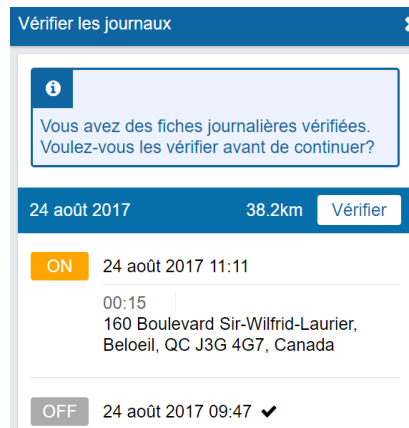 Vérifier les journaux
Vous avez des fiches journalières vérifiées.
Voulez-vous les vérifier avant de continuer?
24 août 2017 38.2km Vérifier
ON 24 août 2017 11:11
00:15
160 Boulevard Sir-Wilfrid-Laurier,
Beloeil, QC J3G 4G7, Canada
OFF 24 août 2017 09:47 ✔